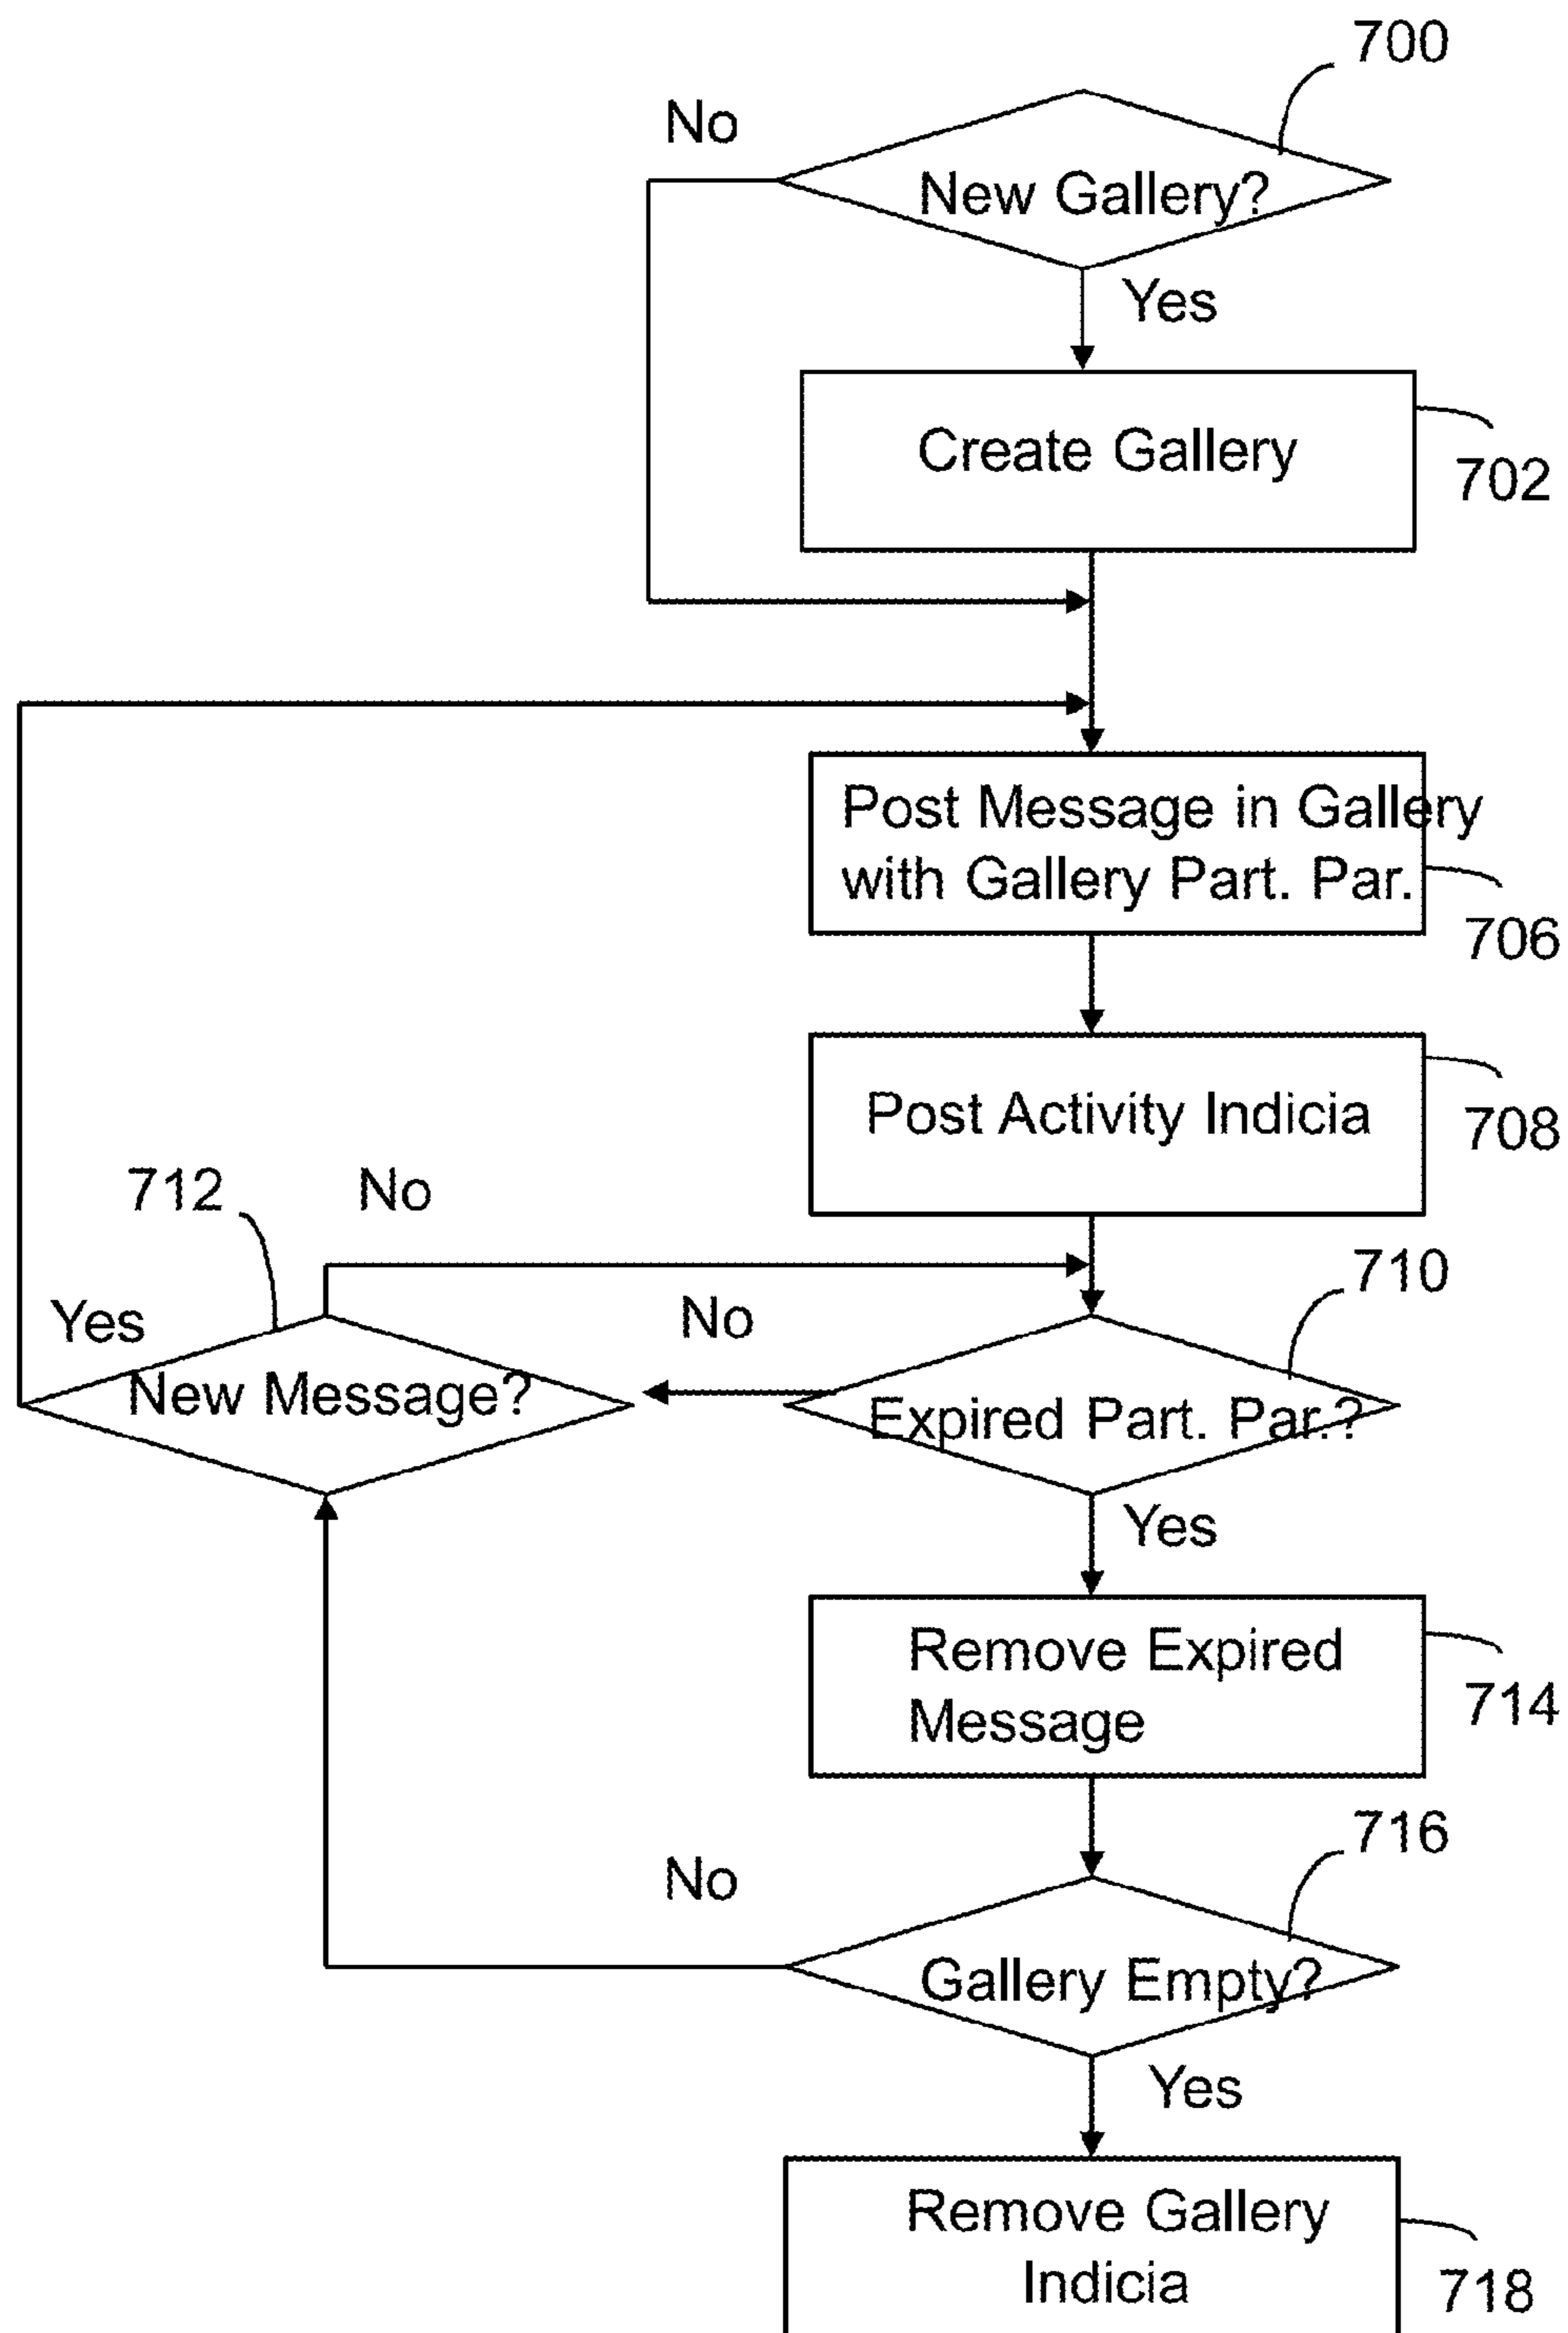 700
No
New Gallery?
Yes
Create Gallery
702
Post Message in Gallery
with Gallery Part. Par.
706
Post Activity Indicia
708
712
No
710
Yes
No
New Message?
Expired Part. Par.?
Yes
Remove Expired
Message
714
716
No
Gallery Empty?
Yes
Remove Gallery
Indicia
718